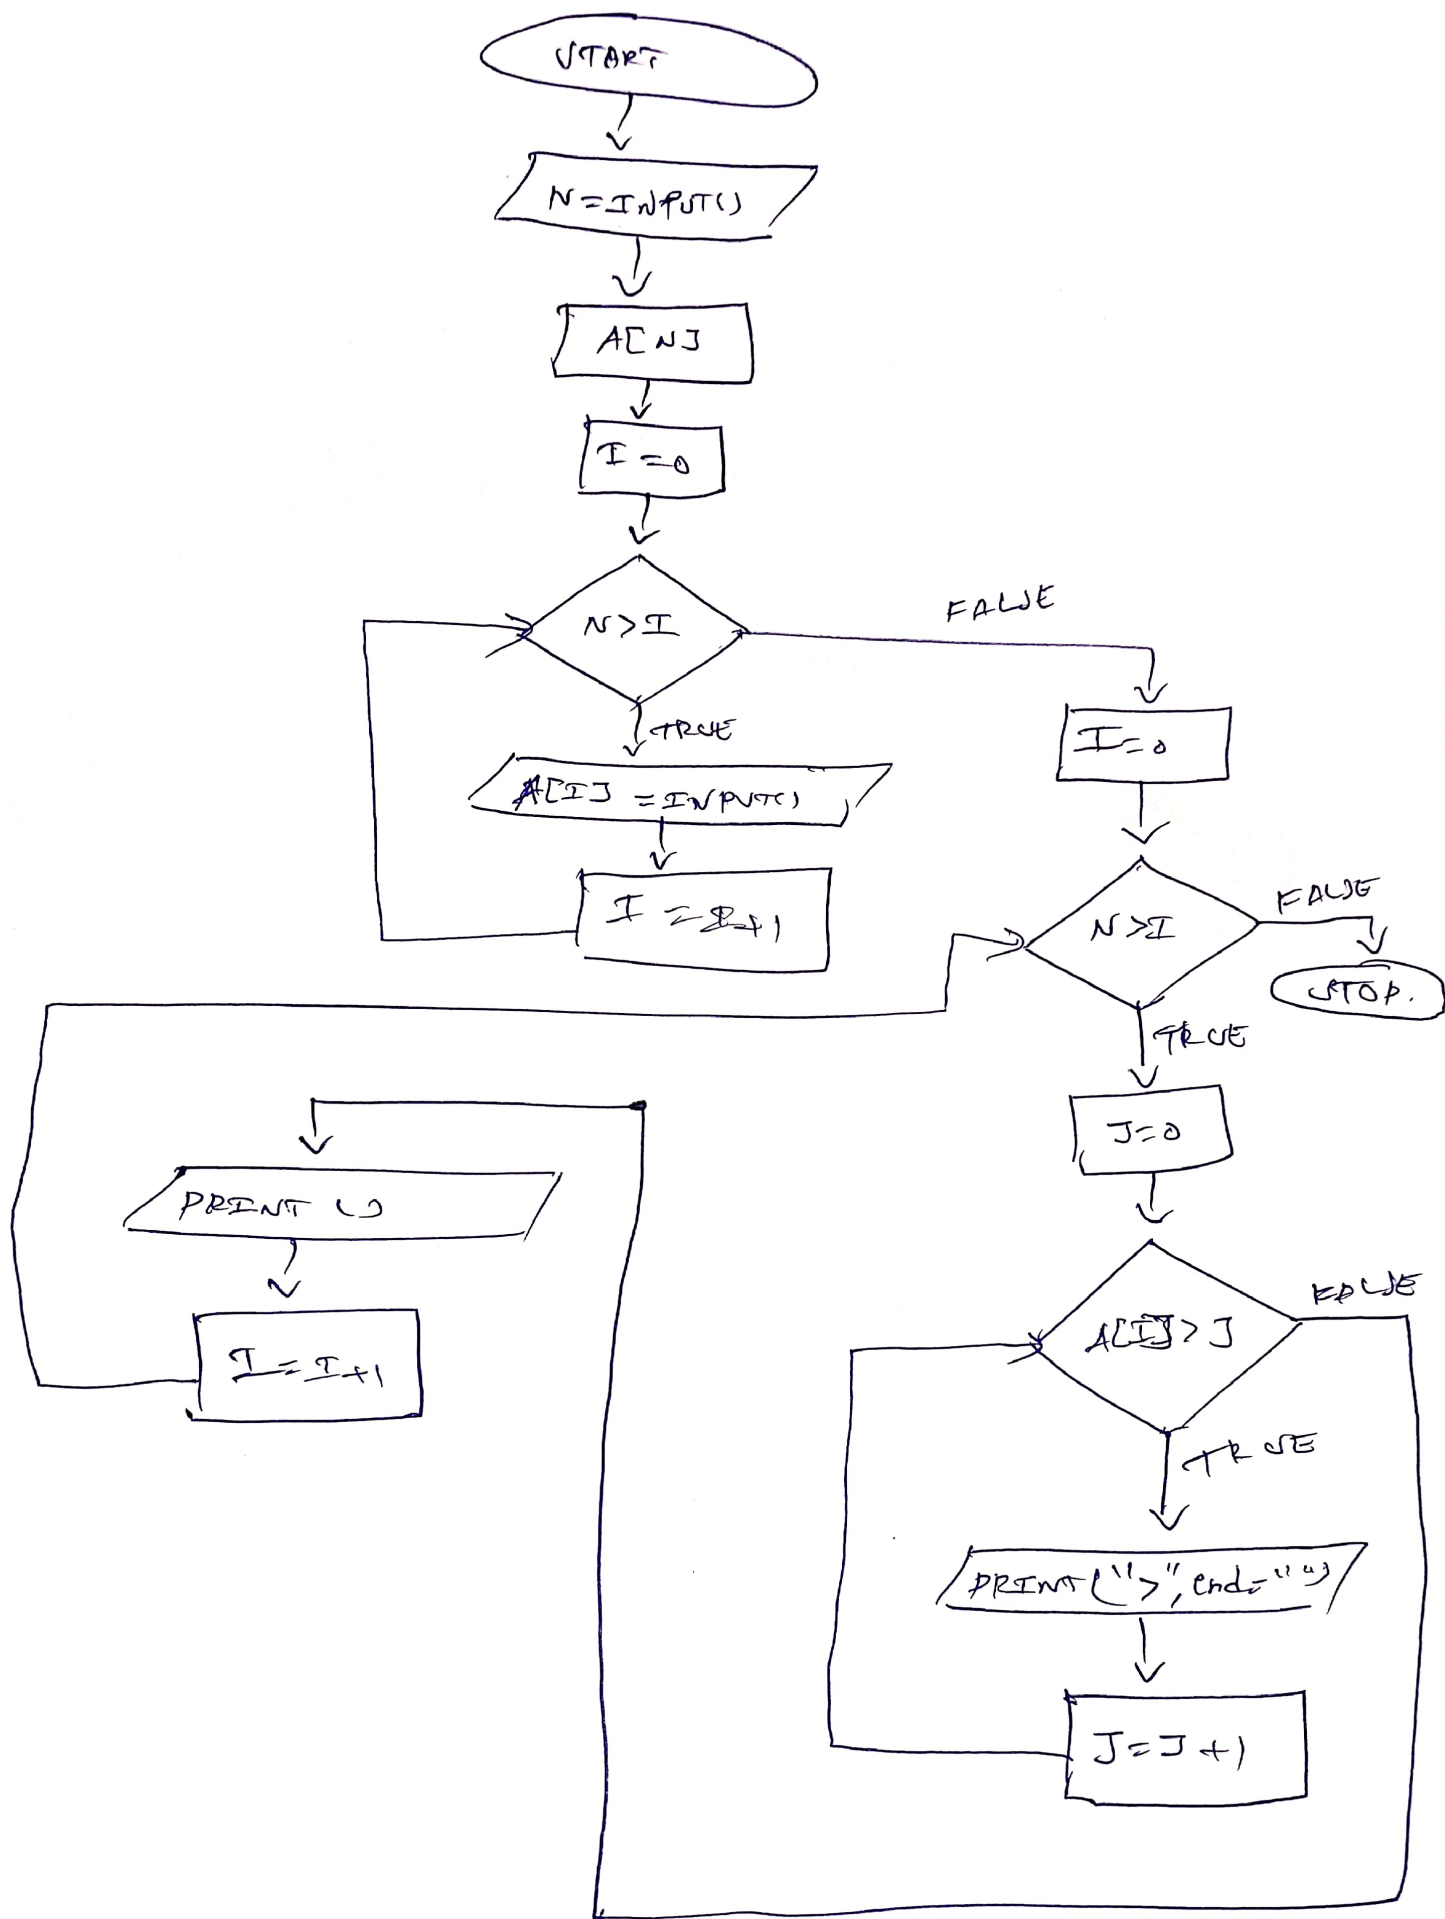 START
N=INPUT()
A[N]
I=0
N>I
FALSE
TRUE
A[I]=INPUT()
I=I+1
I=0
N>I
FALSE
STOP.
TRUE
J=0
A[I]>J
FALSE
TRUE
PRINT(">",end="")
J=J+1
PRINT()
I=I+1